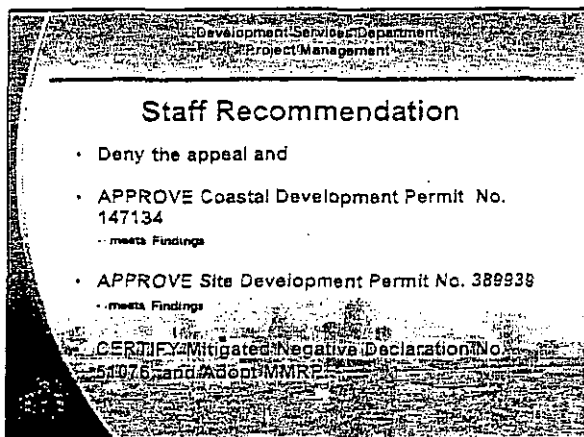 Development Services Department
Project Management
Staff Recommendation
• Deny the appeal and
• APPROVE Coastal Development Permit No.
147134
-- meets Findings
• APPROVE Site Development Permit No. 389939
-- meets Findings
CERTIFY Mitigated Negative Declaration No.
51076, and Adopt MMRP